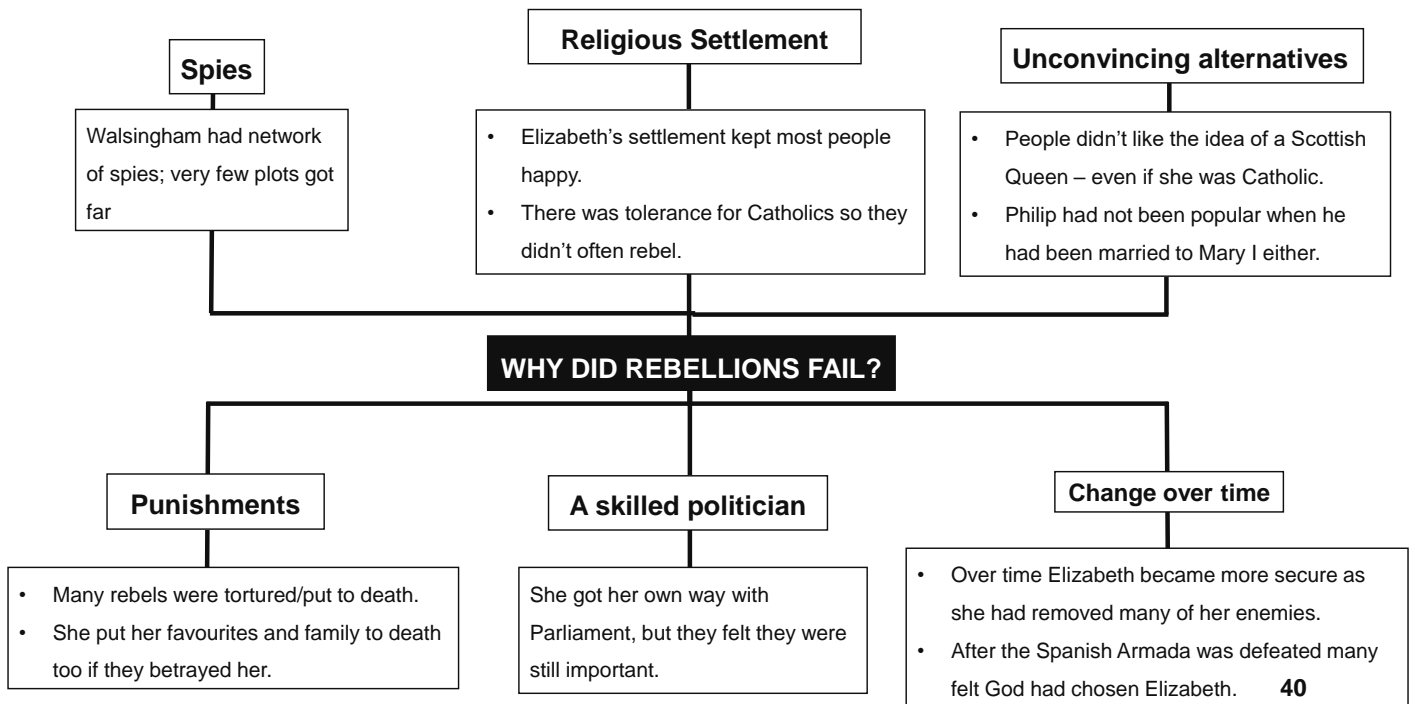 Spies
Walsingham had network
of spies; very few plots got
far
Religious Settlement
• Elizabeth’s settlement kept most people
happy.
• There was tolerance for Catholics so they
didn’t often rebel.
Unconvincing alternatives
• People didn’t like the idea of a Scottish
Queen – even if she was Catholic.
• Philip had not been popular when he
had been married to Mary I either.
WHY DID REBELLIONS FAIL?
Punishments
• Many rebels were tortured/put to death.
• She put her favourites and family to death
too if they betrayed her.
A skilled politician
She got her own way with
Parliament, but they felt they were
still important.
Change over time
• Over time Elizabeth became more secure as
she had removed many of her enemies.
• After the Spanish Armada was defeated many
felt God had chosen Elizabeth. 40